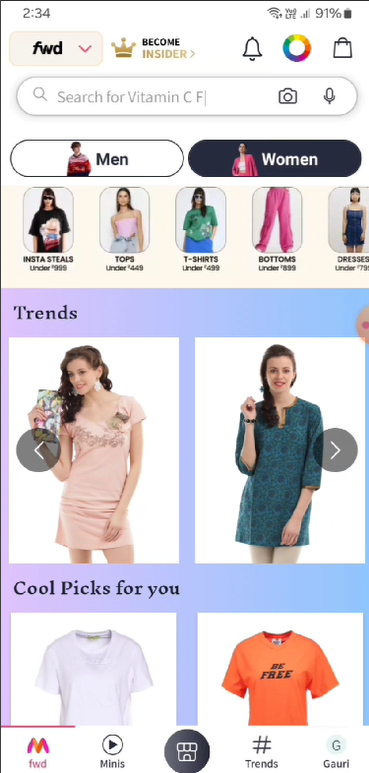 2:34
Vo)) LTE 91%
fwd
BECOME
INSIDER >
Search for Vitamin C F
Men
Women
INSTA STEALS
Under ₹999
TOPS
Under ₹449
T-SHIRTS
Under ₹499
BOTTOMS
Under ₹899
DRESSES
Under ₹799
Trends
Cool Picks for you
BE
FREE
fwd
Minis
Trends
G
Gauri